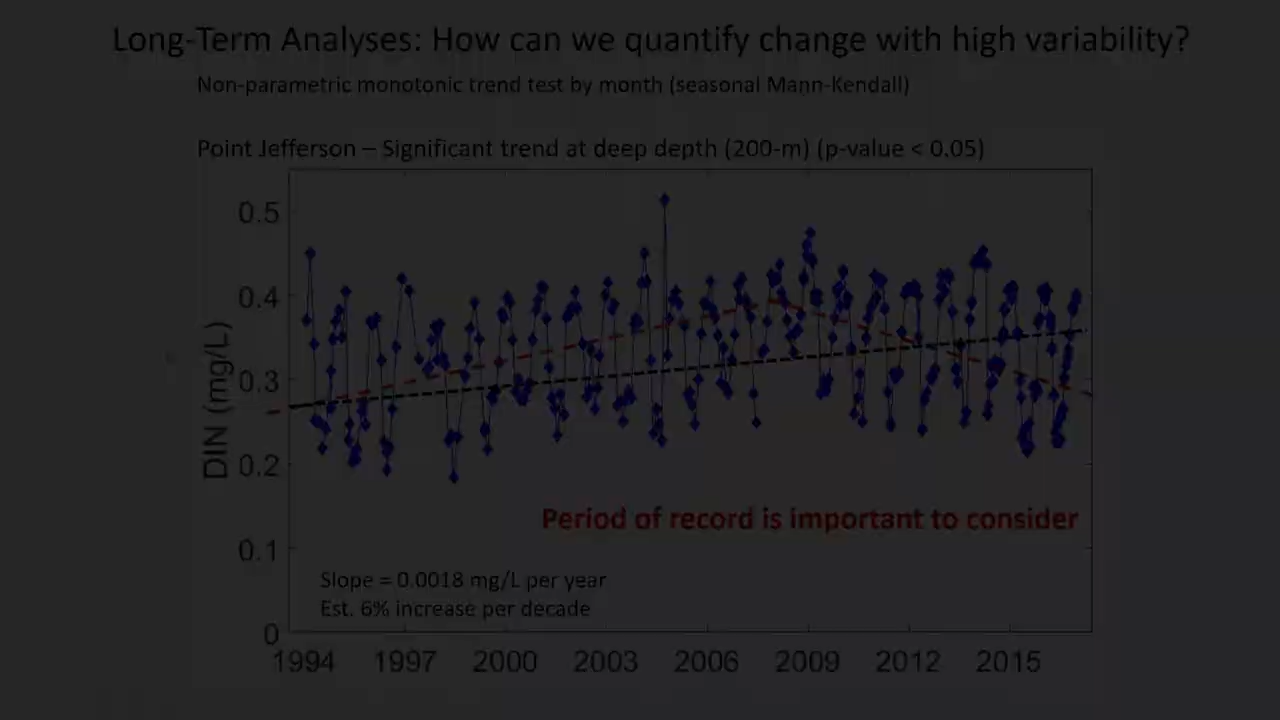 Long-Term Analyses: How can we quantify change with high variability?
Non-parametric monotonic trend test by month (seasonal Mann-Kendall)
Point Jefferson – Significant trend at deep depth (200-m) (p-value < 0.05)
DIN (mg/L)
0.5
0.4
0.3
0.2
0.1
0
Period of record is important to consider
Slope = 0.0018 mg/L per year
Est. 6% increase per decade
1994 1997 2000 2003 2006 2009 2012 2015